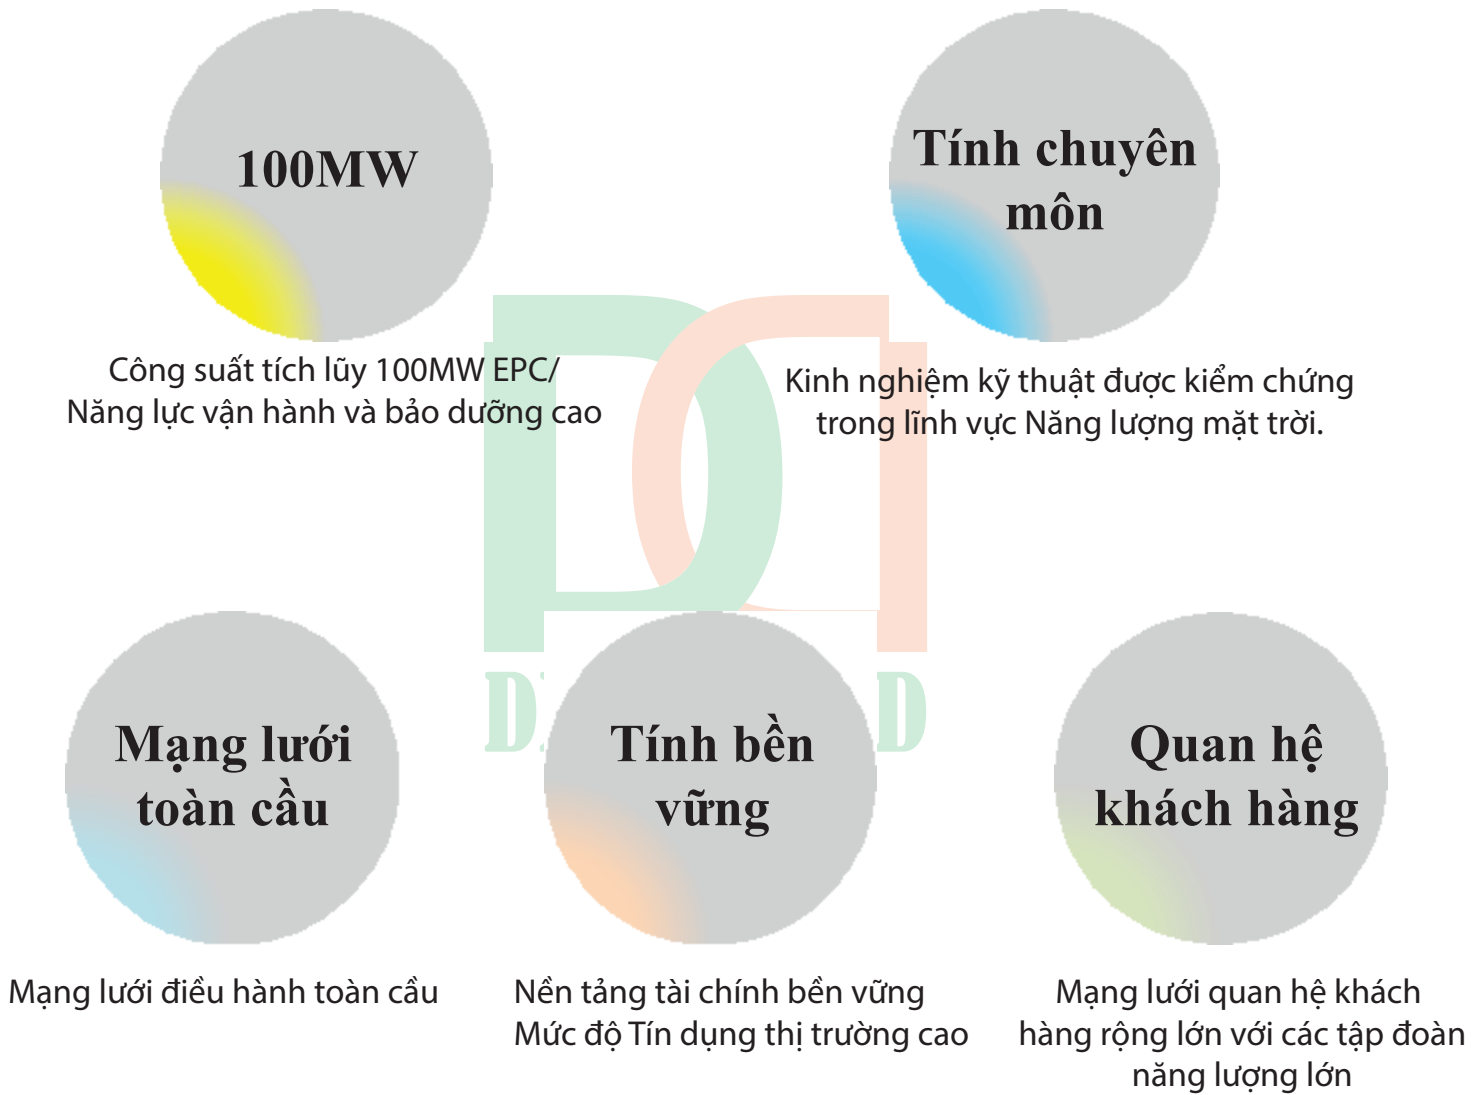 100MW
Tính chuyên
môn
Công suất tích lũy 100MW EPC/
Năng lực vận hành và bảo dưỡng cao
Kinh nghiệm kỹ thuật được kiểm chứng
trong lĩnh vực Năng lượng mặt trời.
Mạng lưới
toàn cầu
Tính bền
vững
Quan hệ
khách hàng
Mạng lưới điều hành toàn cầu
Nền tảng tài chính bền vững
Mức độ Tín dụng thị trường cao
Mạng lưới quan hệ khách
hàng rộng lớn với các tập đoàn
năng lượng lớn